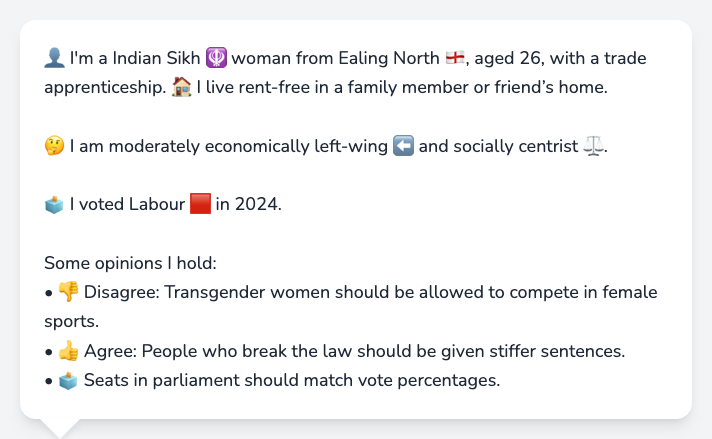 👤 I'm a Indian Sikh 🪯 woman from Ealing North 🏴󠁧󠁢󠁥󠁮󠁧󠁿, aged 26, with a trade
apprenticeship. 🏠 I live rent-free in a family member or friend’s home.
🤔 I am moderately economically left-wing ⬅️ and socially centrist ⚖️.
🗳️ I voted Labour 🟥 in 2024.
Some opinions I hold:
• 👎 Disagree: Transgender women should be allowed to compete in female
sports.
• 👍 Agree: People who break the law should be given stiffer sentences.
• 🗳️ Seats in parliament should match vote percentages.